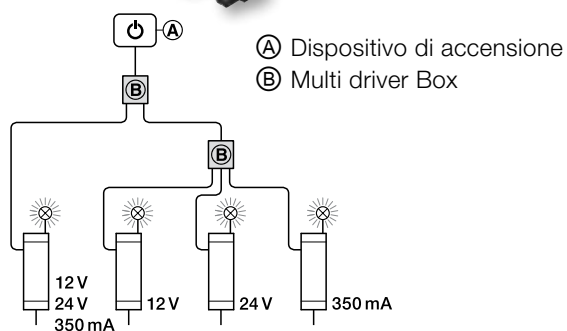 A
A Dispositivo di accensione
B Multi driver Box
B
B
12 V
24 V
350 mA
12 V
24 V
350 mA